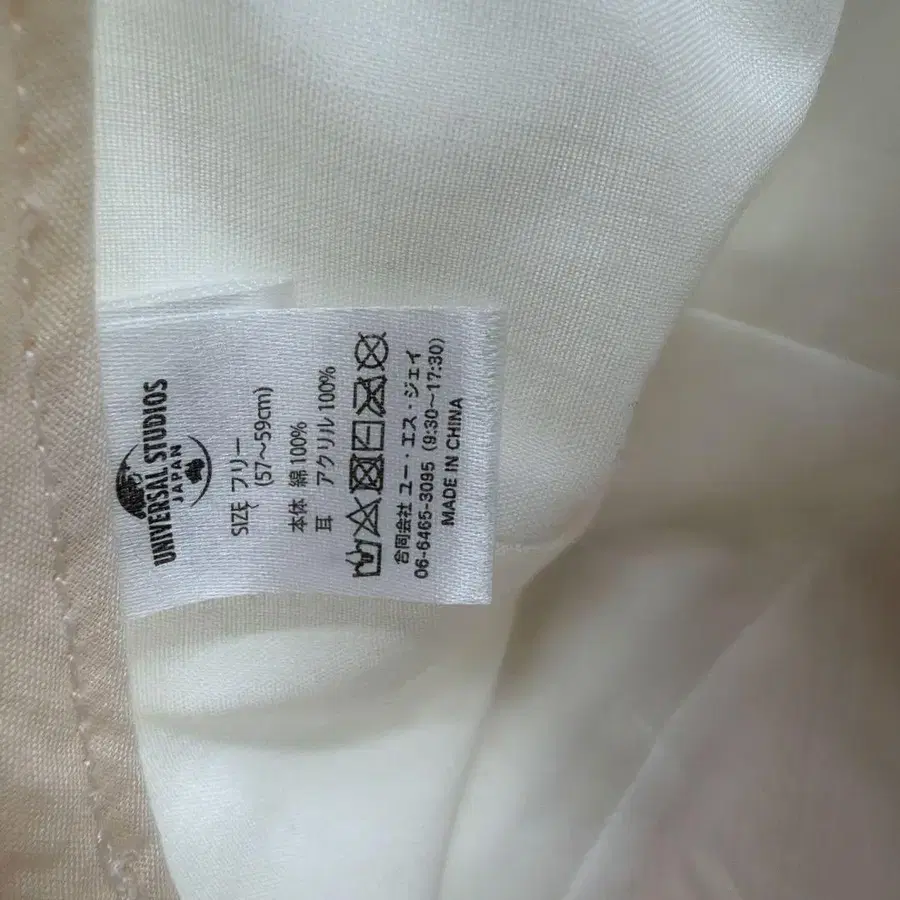 UNIVERSAL STUDIOS
JAPAN
SIZE フリー
(57～59cm)
本体 綿100%
耳 アクリル100%
合同会社 ユー・エス・ジェイ
06-6465-3095 (9:30～17:30)
MADE IN CHINA